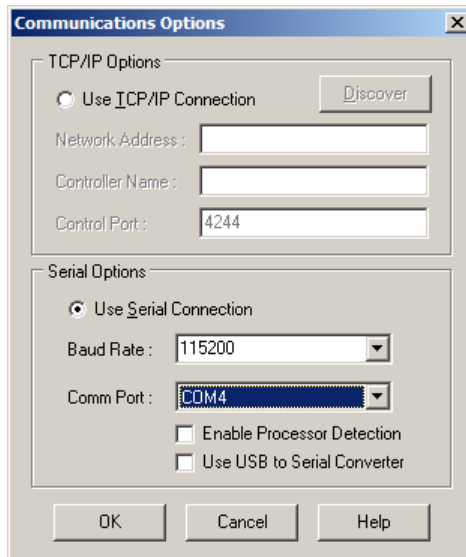 Communications Options
TCP/IP Options
Use TCP/IP Connection
Discover
Network Address :
Controller Name :
Control Port :
4244
Serial Options
Use Serial Connection
Baud Rate :
115200
Comm Port :
COM4
Enable Processor Detection
Use USB to Serial Converter
OK
Cancel
Help